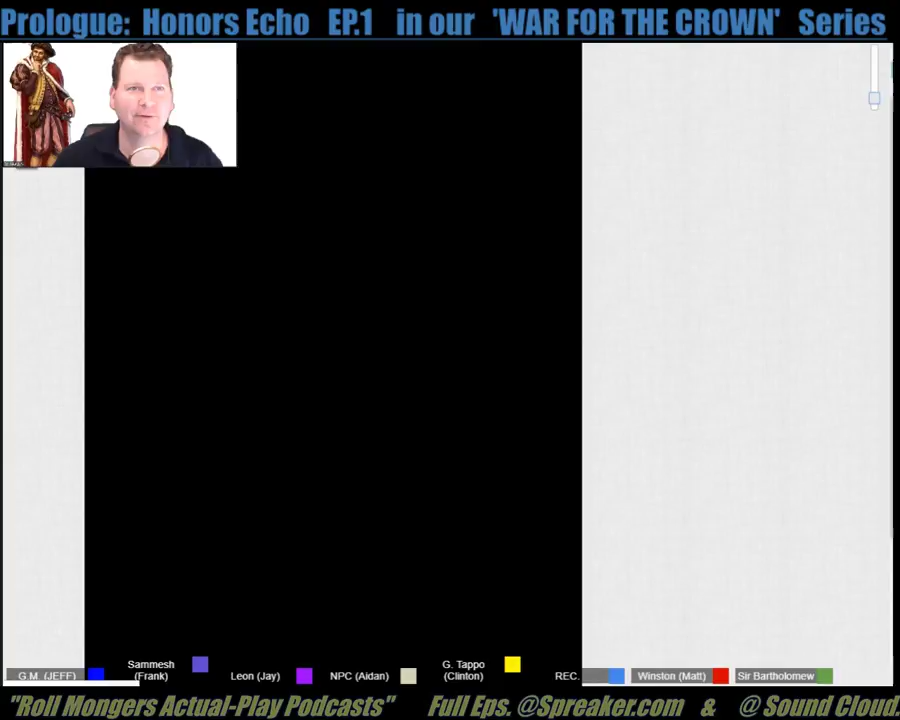 Prologue: Honors Echo EP.1 in our 'WAR FOR THE CROWN' Series
G.M. (JEFF)
Sammesh
(Frank)
Leon (Jay)
NPC (Aidan)
G. Tappo
(Clinton)
REC.
Winston (Matt)
Sir Bartholomew
"Roll Mongers Actual-Play Podcasts" Full Eps. @Spreaker.com & @ Sound Cloud.